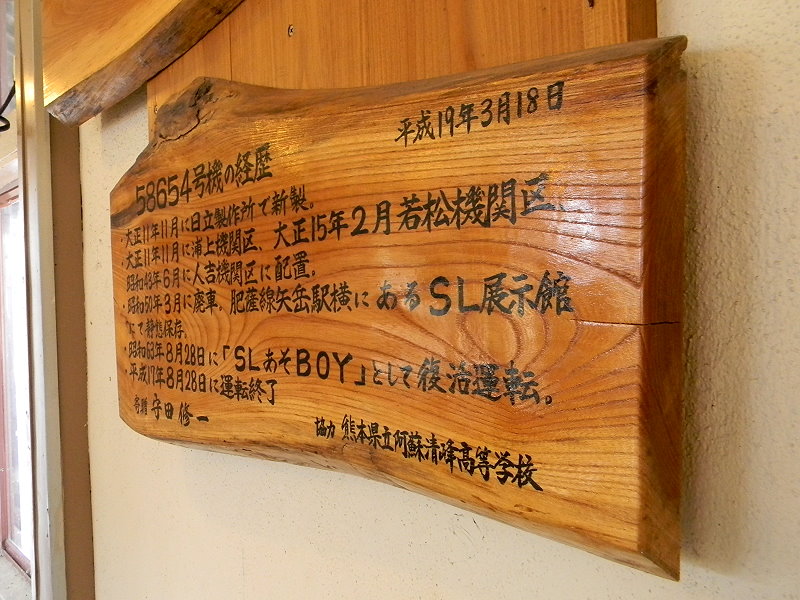 平成19年3月18日
58654号機の経歴
・大正11年11月に日立製作所で新製。
・大正11年11月に浦上機関区、大正15年2月若松機関区、
昭和43年6月に人吉機関区に配置。
・昭和50年3月に廃車。肥薩線矢岳駅横にあるSL展示館
にて静態保存。
・昭和63年8月28日に「SLあそBOY」として復活運転。
・平成17年8月28日に運転終了
寄贈 守田修一
協力 熊本県立阿蘇清峰高等学校